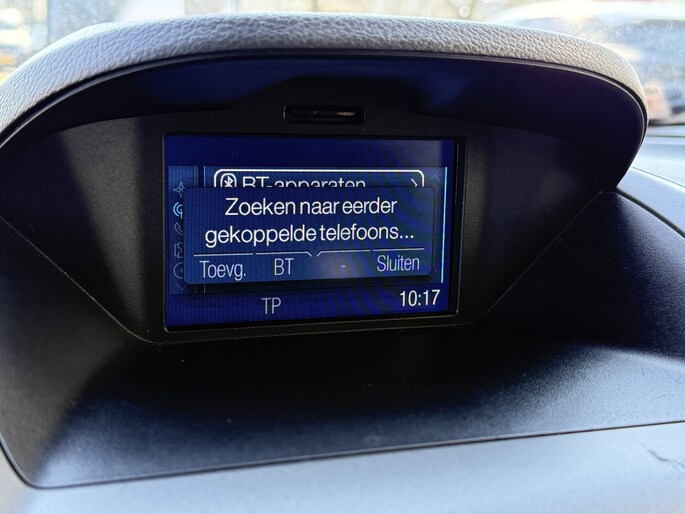 BT-apparaten
Zoeken naar eerder
gekoppelde telefoons...
Toevg. BT - Sluiten
TP 10:17